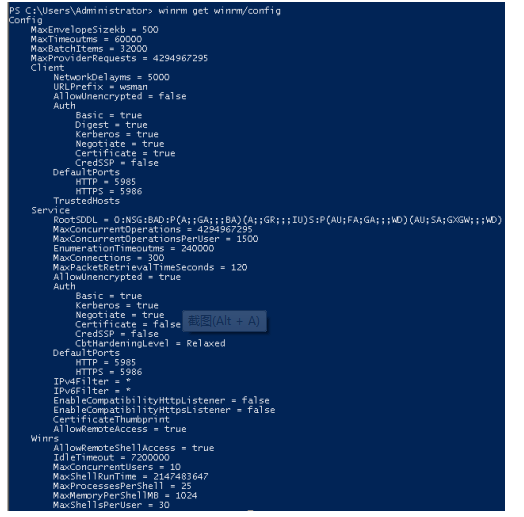 PS C:\Users\Administrator> winrm get winrm/config
Config
MaxEnvelopeSizekb = 500
MaxTimeoutms = 60000
MaxBatchItems = 32000
MaxProviderRequests = 4294967295
Client
NetworkDelayms = 5000
URLPrefix = wsman
AllowUnencrypted = false
Auth
Basic = true
Digest = true
Kerberos = true
Negotiate = true
Certificate = true
CredSSP = false
DefaultPorts
HTTP = 5985
HTTPS = 5986
TrustedHosts
Service
RootSDDL = O:NSG:BAD:P(A;;GA;;;BA)(A;;GR;;;IU)S:P(AU;FA;GA;;;WD)(AU;SA;GXGW;;;WD)
MaxConcurrentOperations = 4294967295
MaxConcurrentOperationsPerUser = 1500
EnumerationTimeoutms = 240000
MaxConnections = 300
MaxPacketRetrievalTimeSeconds = 120
AllowUnencrypted = true
Auth
Basic = true
Kerberos = true
Negotiate = true
Certificate = false
截图(Alt + A)
CredSSP = false
CbtHardeningLevel = Relaxed
DefaultPorts
HTTP = 5985
HTTPS = 5986
IPv4Filter = *
IPv6Filter = *
EnableCompatibilityHttpListener = false
EnableCompatibilityHttpsListener = false
CertificateThumbprint
AllowRemoteAccess = true
Winrs
AllowRemoteShellAccess = true
IdleTimeout = 7200000
MaxConcurrentUsers = 10
MaxShellRunTime = 2147483647
MaxProcessesPerShell = 25
MaxMemoryPerShellMB = 1024
MaxShellsPerUser = 30